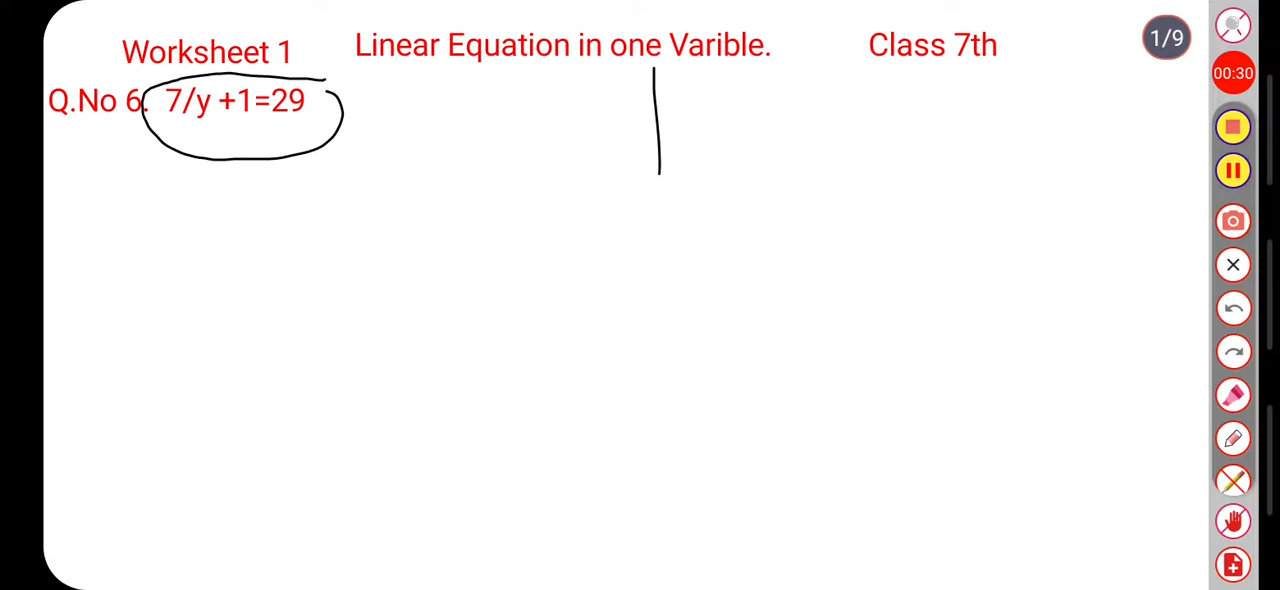 Worksheet 1 Linear Equation in one Varible. Class 7th
Q.No 6. 7/y +1=29
1/9
00:30